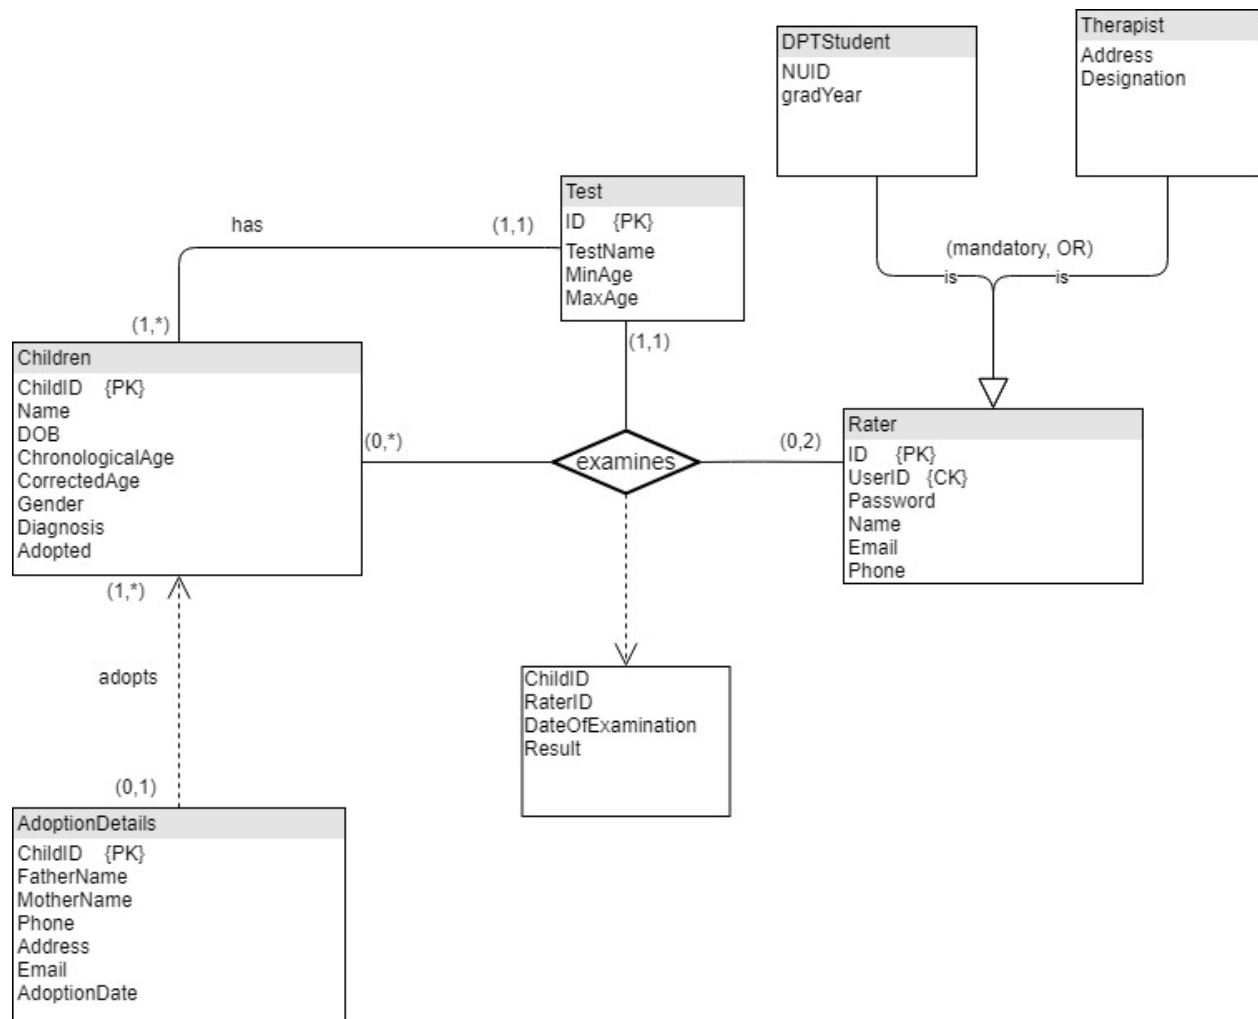 DPTStudent
NUID
gradYear
Therapist
Address
Designation
Test
ID {PK}
TestName
MinAge
MaxAge
has
(1,1)
(mandatory, OR)
is
is
(1,*)
(1,1)
Children
ChildID {PK}
Name
DOB
ChronologicalAge
CorrectedAge
Gender
Diagnosis
Adopted
(0,*)
examines
(0,2)
Rater
ID {PK}
UserID {CK}
Password
Name
Email
Phone
(1,*)
adopts
(0,1)
ChildID
RaterID
DateOfExamination
Result
AdoptionDetails
ChildID {PK}
FatherName
MotherName
Phone
Address
Email
AdoptionDate